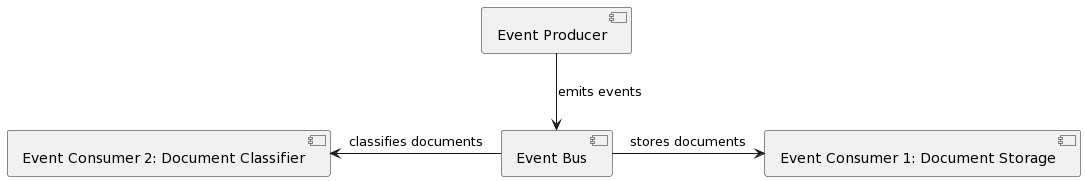 Event Producer
emits events
Event Consumer 2: Document Classifier
classifies documents
Event Bus
stores documents
Event Consumer 1: Document Storage